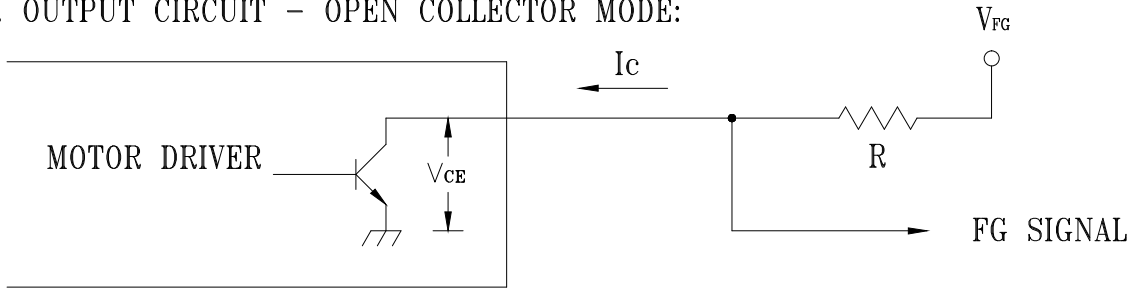 . OUTPUT CIRCUIT – OPEN COLLECTOR MODE:
VFG
Ic
MOTOR DRIVER
VCE
R
FG SIGNAL